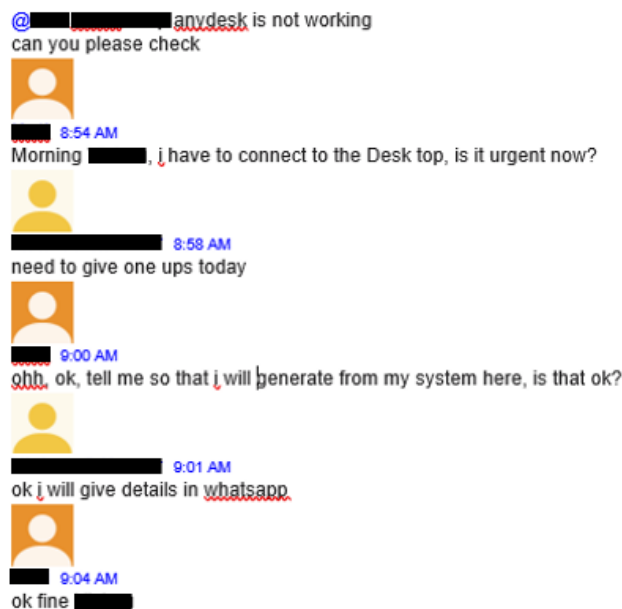 @ anydesk is not working
can you please check
8:54 AM
Morning , i have to connect to the Desk top, is it urgent now?
8:58 AM
need to give one ups today
9:00 AM
ohh, ok, tell me so that i will generate from my system here, is that ok?
9:01 AM
ok i will give details in whatsapp
9:04 AM
ok fine